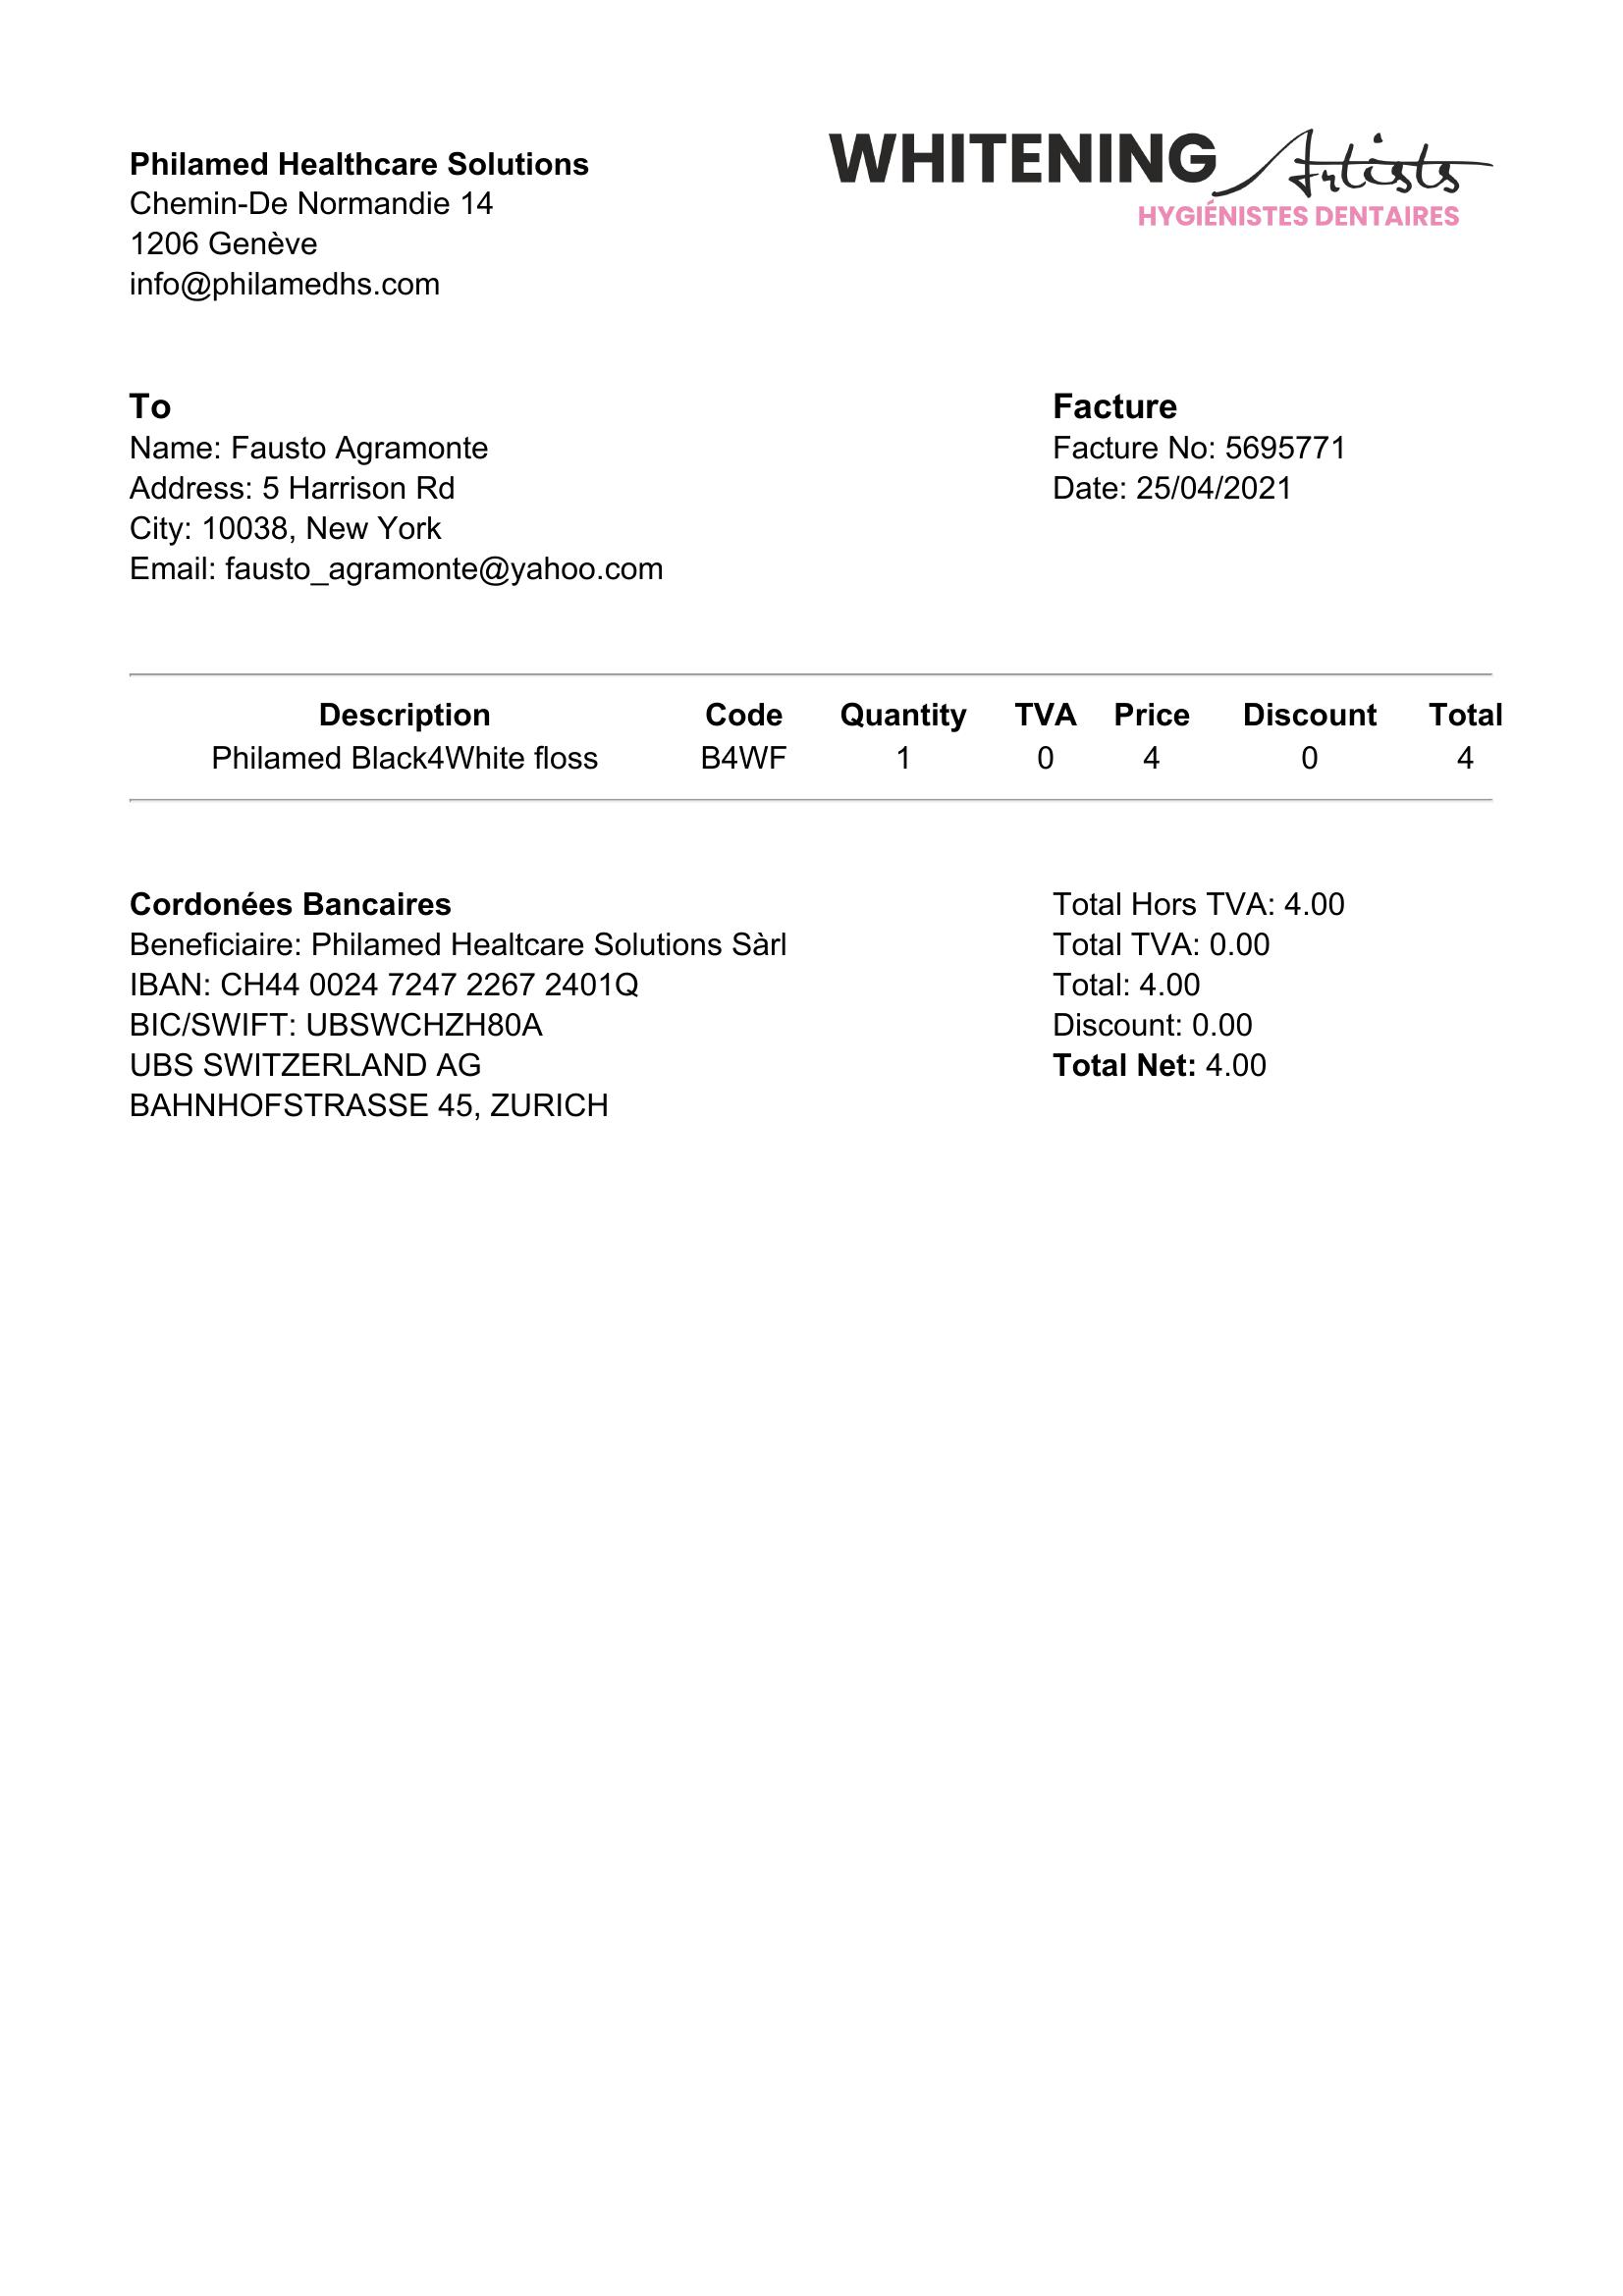 Philamed Healthcare Solutions
Chemin-De Normandie 14
1206 Genève
info@philamedhs.com
WHITENING Artists
HYGIÉNISTES DENTAIRES
To
Name: Fausto Agramonte
Address: 5 Harrison Rd
City: 10038, New York
Email: fausto_agramonte@yahoo.com
Facture
Facture No: 5695771
Date: 25/04/2021
Description Code Quantity TVA Price Discount Total
Philamed Black4White floss B4WF 1 0 4 0 4
Cordonées Bancaires
Beneficiaire: Philamed Healtcare Solutions Sàrl
IBAN: CH44 0024 7247 2267 2401Q
BIC/SWIFT: UBSWCHZH80A
UBS SWITZERLAND AG
BAHNHOFSTRASSE 45, ZURICH
Total Hors TVA: 4.00
Total TVA: 0.00
Total: 4.00
Discount: 0.00
Total Net: 4.00